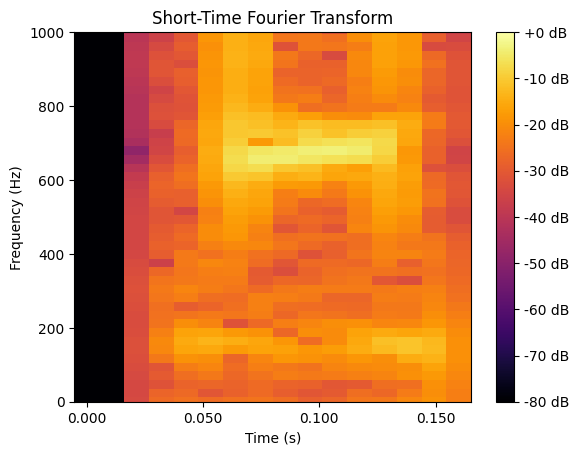 Short-Time Fourier Transform
1000
800
600
400
200
0
Frequency (Hz)
0.000
0.050
0.100
0.150
Time (s)
+0 dB
-10 dB
-20 dB
-30 dB
-40 dB
-50 dB
-60 dB
-70 dB
-80 dB